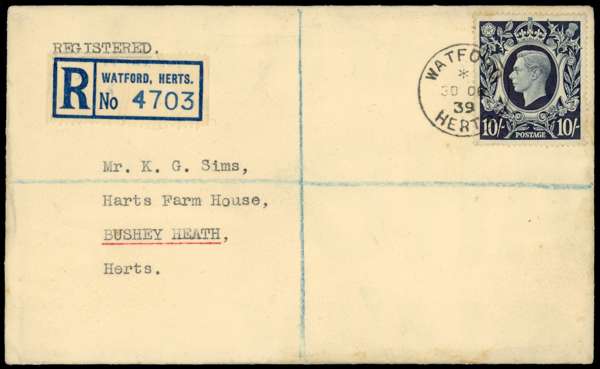 REGISTERED.
R WATFORD, HERTS.
No 4703
WATFORD
*
30 OC
39
HERTS
10/- POSTAGE 10/-
Mr. K. G. Sims,
Harts Farm House,
BUSHEY HEATH,
Herts.